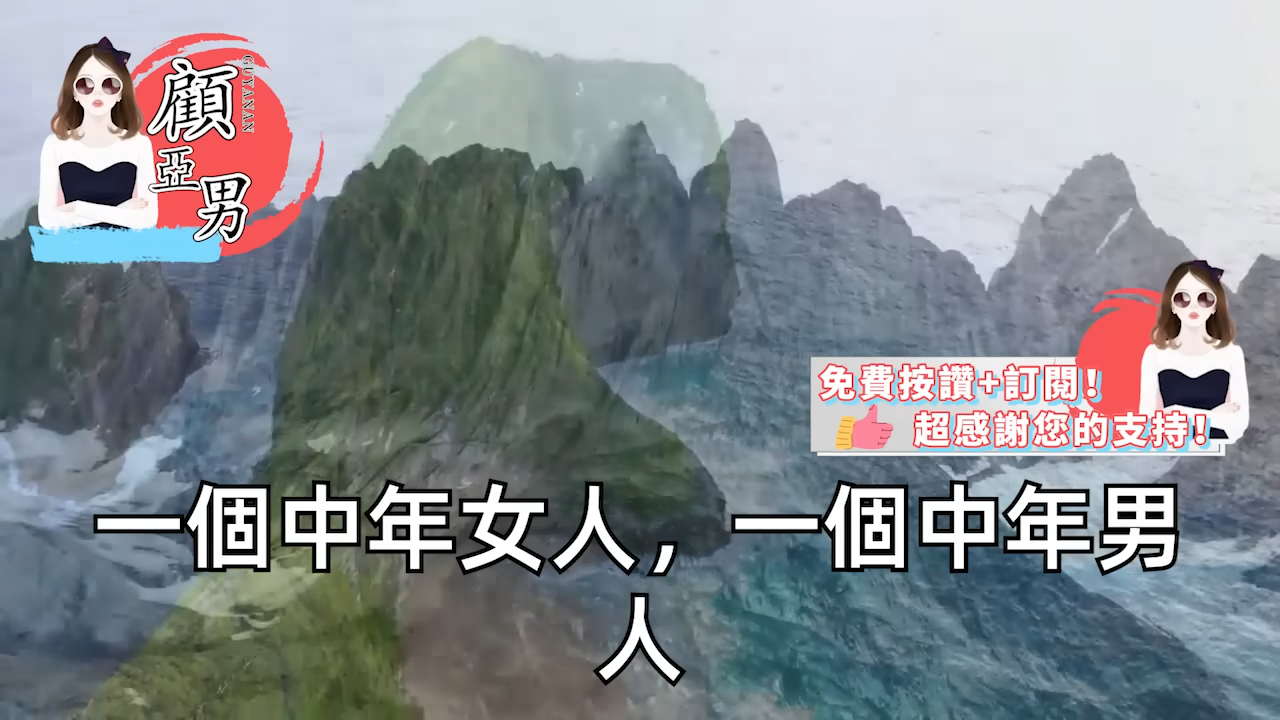 顧亞男
GUYANAN
免費按讚+訂閱!
超感謝您的支持!
一個中年女人，一個中年男
人